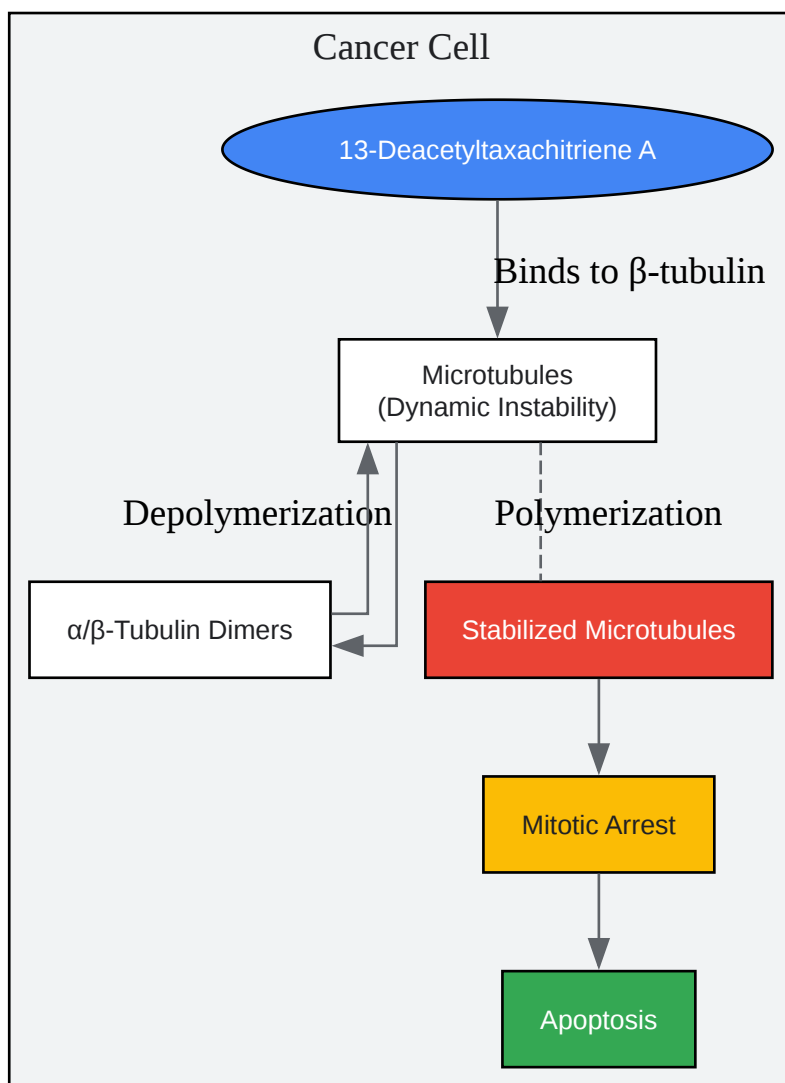 Cancer Cell
13-Deacetyltaxachitriene A
Binds to β-tubulin
Microtubules
(Dynamic Instability)
Depolymerization
Polymerization
α/β-Tubulin Dimers
Stabilized Microtubules
Mitotic Arrest
Apoptosis